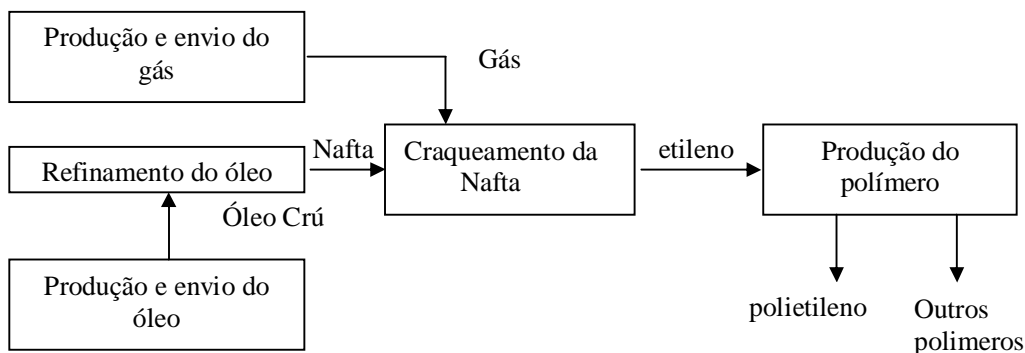 Produção e envio do
gás
Gás
Refinamento do óleo
Nafta
Craqueamento da
Nafta
etileno
Produção do
polímero
Óleo Crú
Produção e envio do
óleo
polietileno
Outros
polimeros